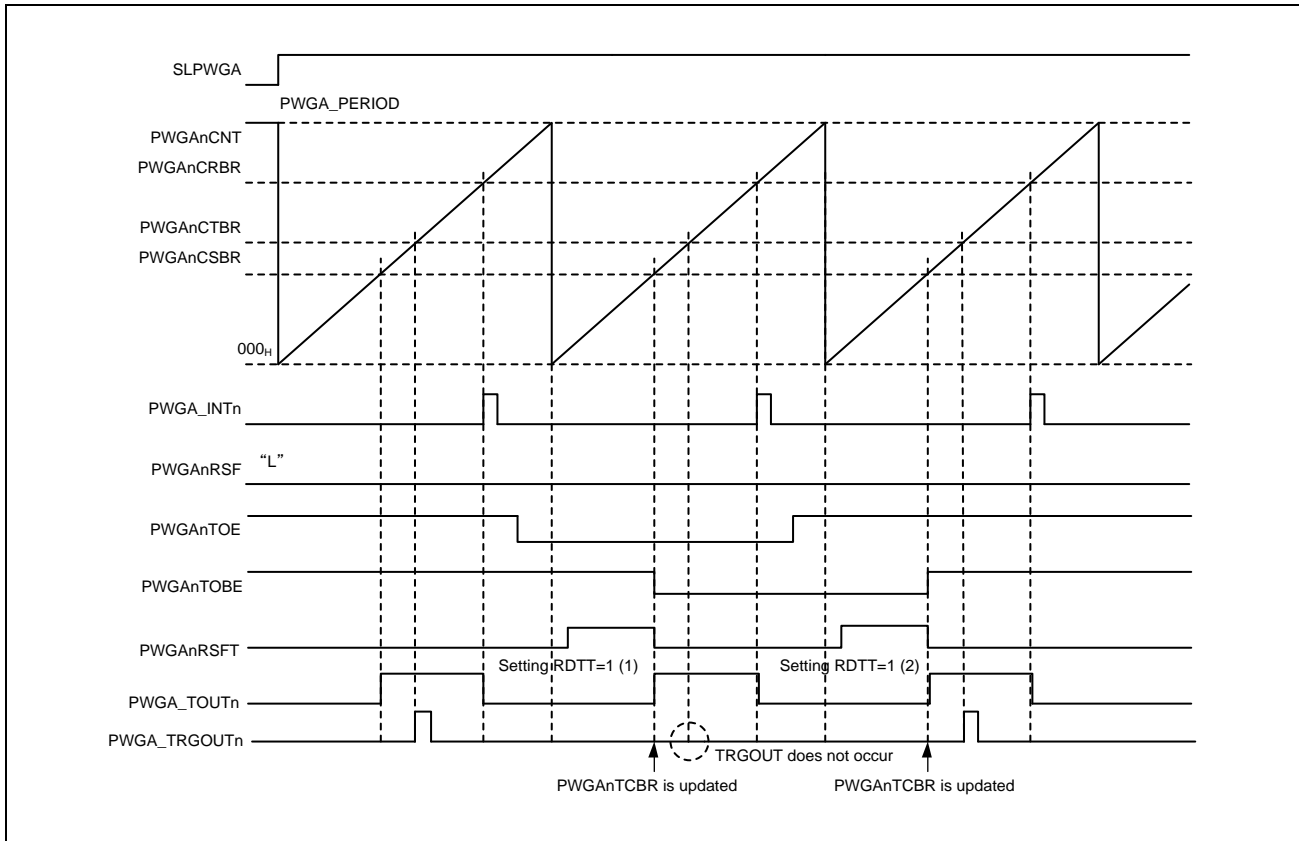 SLPWGA
PWGA_PERIOD
PWGAnCNT
PWGAnCRBR
PWGAnCTBR
PWGAnCSBR
000H
PWGA_INTn
PWGAnRSF
“L”
PWGAnTOE
PWGAnTOBE
PWGAnRSFT
Setting RDTT=1 (1)
Setting RDTT=1 (2)
PWGA_TOUTn
PWGA_TRGOUTn
TRGOUT does not occur
PWGAnTCBR is updated
PWGAnTCBR is updated